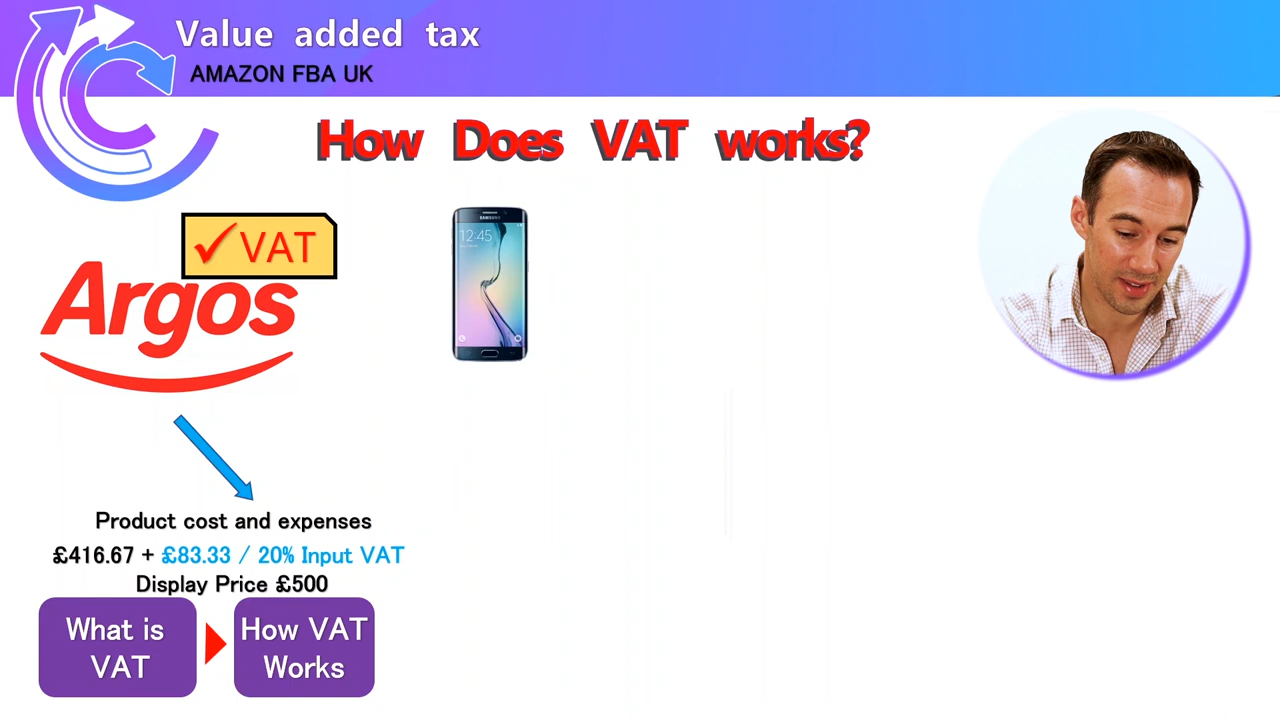 Value added tax
AMAZON FBA UK
How Does VAT works?
✓VAT
Argos
SAMSUNG
12:45
Product cost and expenses
£416.67 + £83.33 / 20% Input VAT
Display Price £500
What is
VAT
How VAT
Works